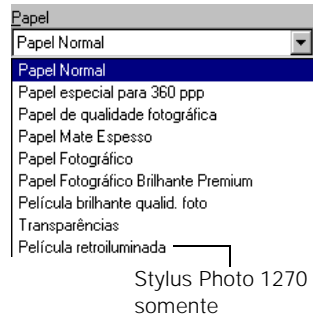 Papel
Papel Normal
Papel Normal
Papel especial para 360 ppp
Papel de qualidade fotográfica
Papel Mate Espesso
Papel Fotográfico
Papel Fotográfico Brilhante Premium
Película brilhante qualid. foto
Transparências
Película retroiluminada
Stylus Photo 1270
somente